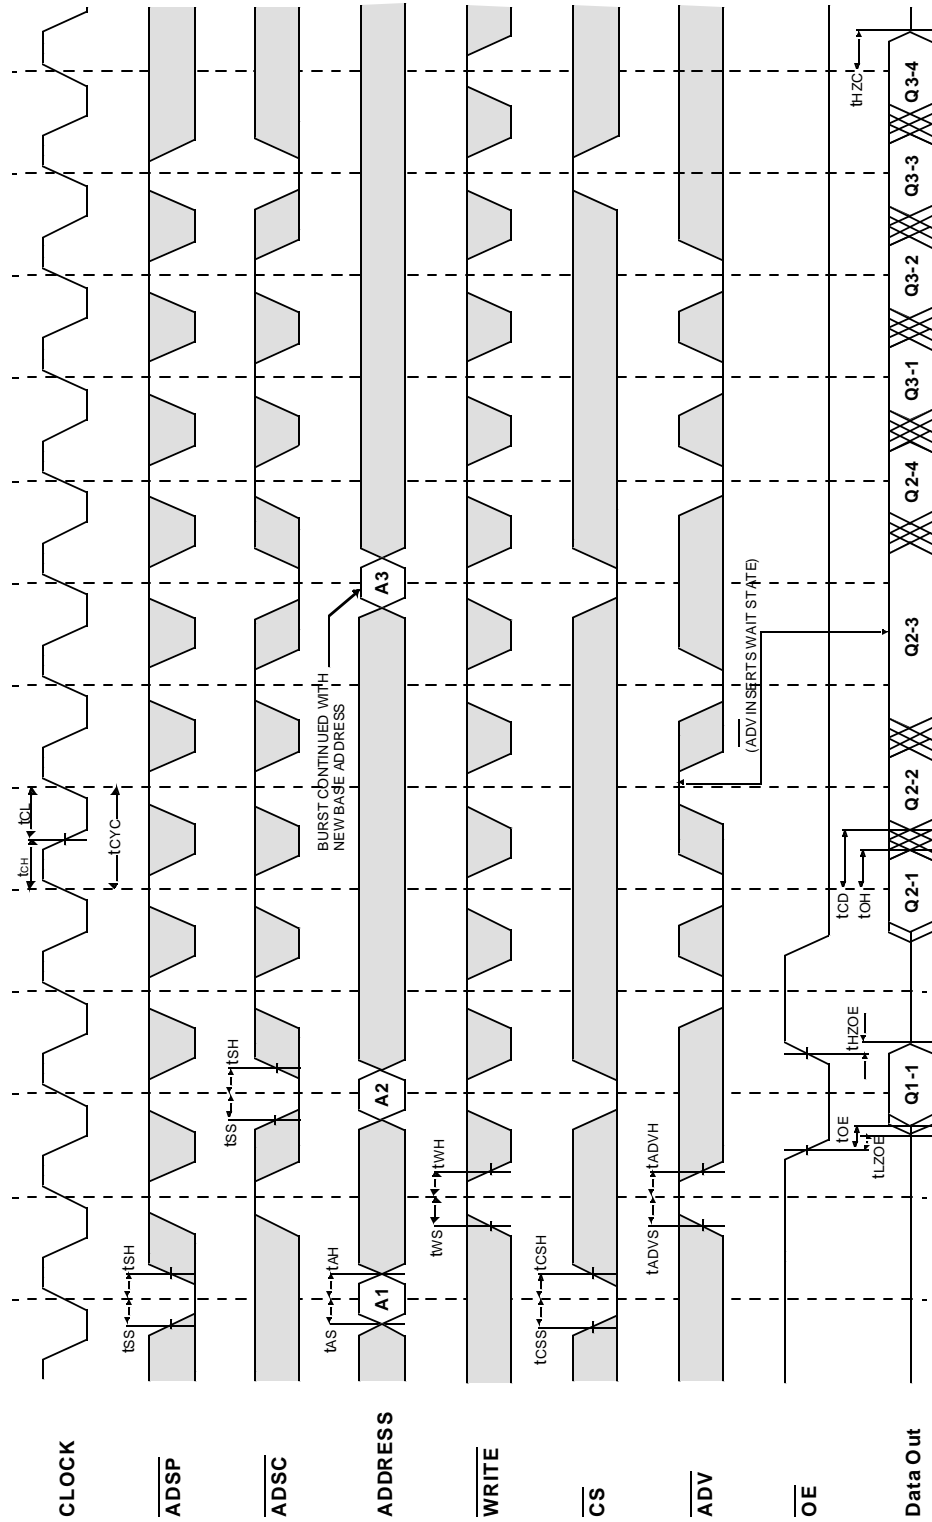 CLOCK
tCH
tCL
tCYC
ADSP
tSS
tSH
ADSC
tSS
tSH
ADDRESS
tAS
tAH
A1
A2
A3
BURST CONTINUED WITH
NEW BASE ADDRESS
WRITE
tWS
tWH
CS
tCSS
tCSH
ADV
tADVS
tADVH
(ADV INSERTS WAIT STATE)
OE
tOE
tLZOE
tHZOE
tCD
tOH
tHZC
Data Out
Q1-1
Q2-1
Q2-2
Q2-3
Q2-4
Q3-1
Q3-2
Q3-3
Q3-4